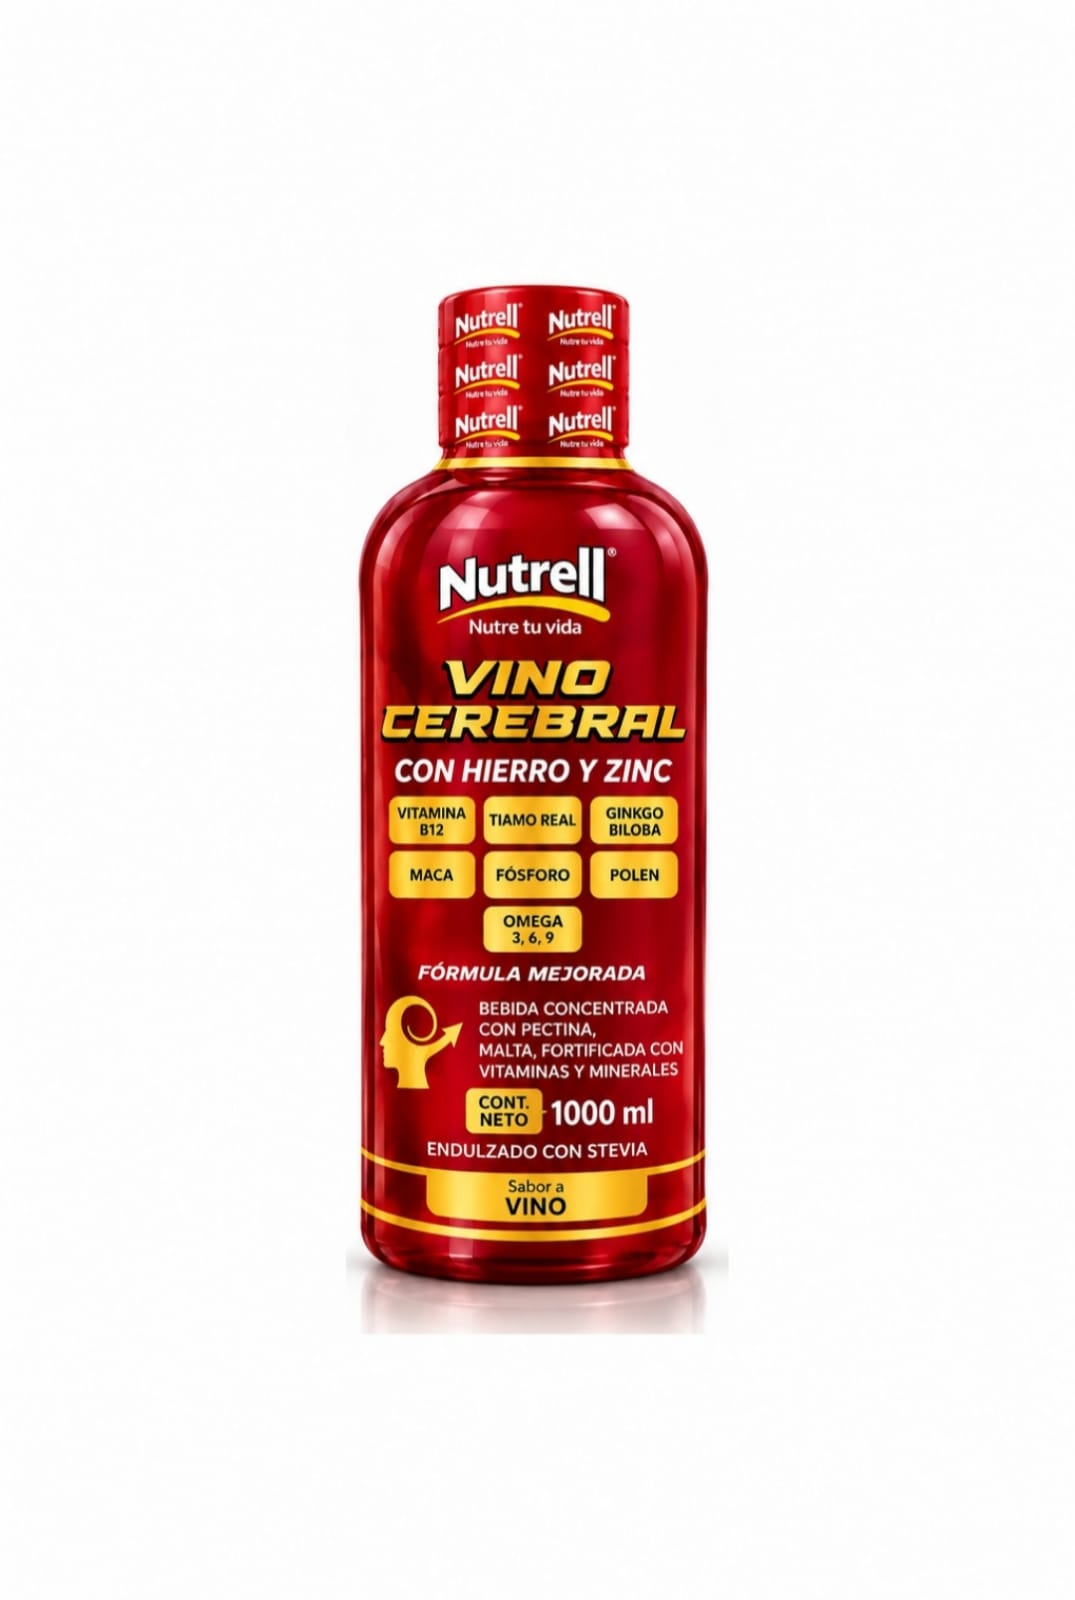 Nutrell® Nutrell®
Nutre tu vida Nutre tu vida
Nutrell® Nutrell®
Nutre tu vida Nutre tu vida
Nutrell® Nutrell®
Nutre tu vida Nutre tu vida
Nutrell®
Nutre tu vida
VINO
CEREBRAL
CON HIERRO Y ZINC
VITAMINA
B12
TIAMO REAL
GINKGO
BILOBA
MACA
FÓSFORO
POLEN
OMEGA
3, 6, 9
FÓRMULA MEJORADA
BEBIDA CONCENTRADA
CON PECTINA,
MALTA, FORTIFICADA CON
VITAMINAS Y MINERALES
CONT.
NETO
1000 ml
ENDULZADO CON STEVIA
Sabor a
VINO